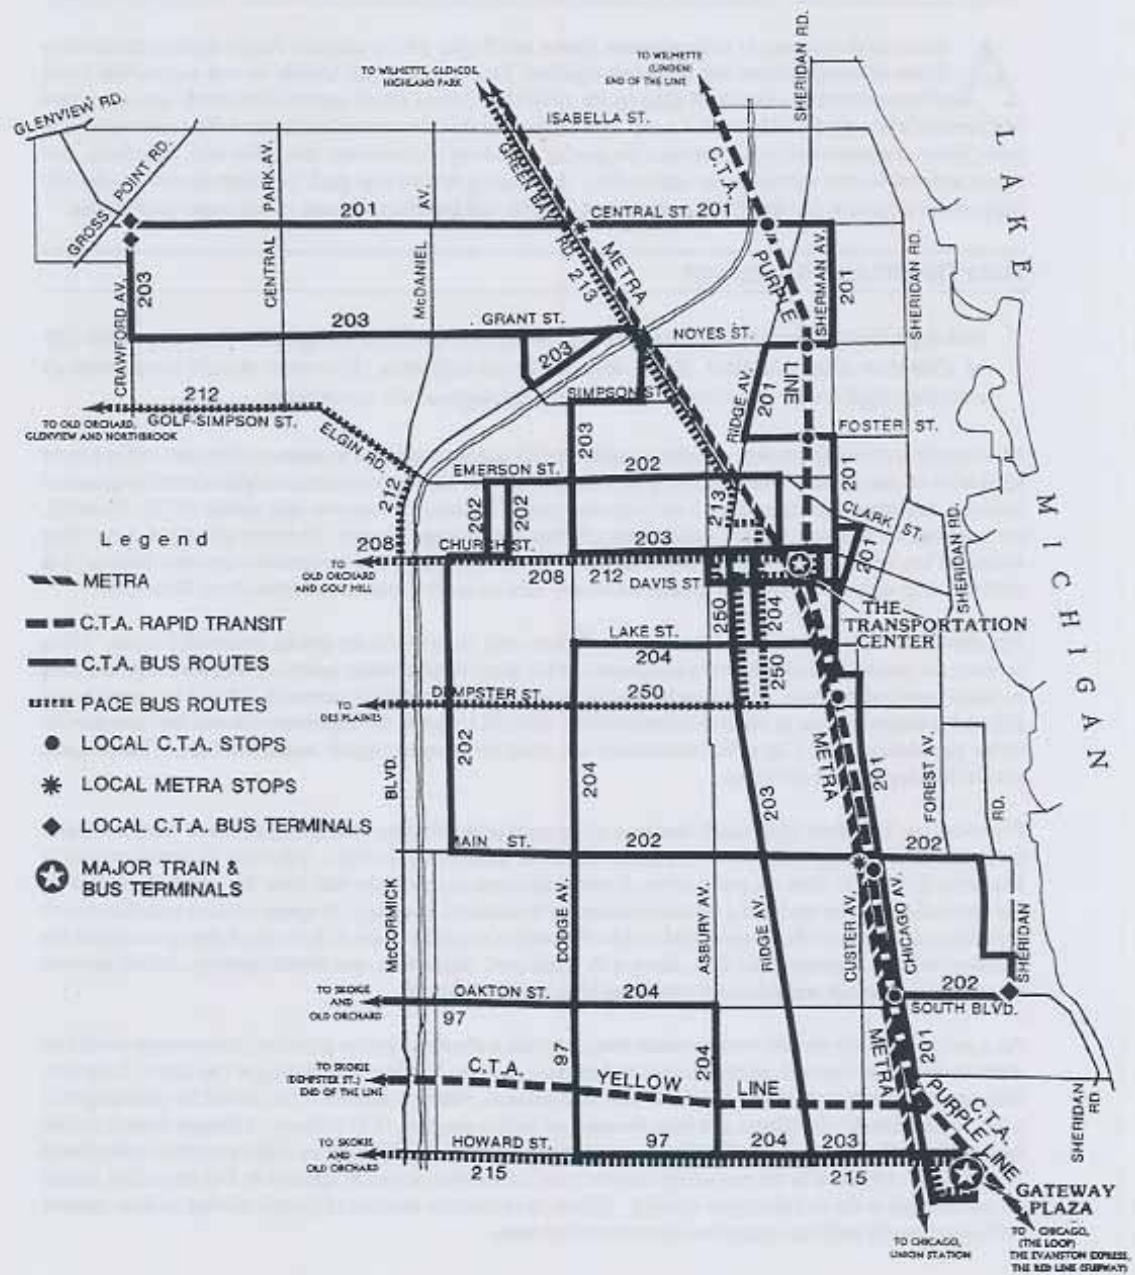 TO WILMETTE, GLENCOE,
HIGHLAND PARK
TO WILMETTE
(LINDEN)
END OF THE LINE
SHERIDAN RD.
GLENVIEW RD.
ISABELLA ST.
GROSS POINT RD.
PARK AV.
CENTRAL
AV.
McDANIEL
GREEN BAY
RD.
213
C.T.A.
PURPLE
LINE
201
CENTRAL ST.
201
METRA
SHERMAN AV.
201
SHERIDAN RD.
LAKE
MICHIGAN
203
CRAWFORD AV.
203
GRANT ST.
NOYES ST.
203
SIMPSON ST.
RIDGE AV.
201
212
GOLF-SIMPSON ST.
TO OLD ORCHARD,
GLENVIEW AND NORTHBROOK
ELGIN RD.
212
FOSTER ST.
203
EMERSON ST.
202
201
202
202
213
CLARK ST.
201
SHERIDAN RD.
Legend
METRA
C.T.A. RAPID TRANSIT
C.T.A. BUS ROUTES
PACE BUS ROUTES
LOCAL C.T.A. STOPS
LOCAL METRA STOPS
LOCAL C.T.A. BUS TERMINALS
MAJOR TRAIN &
BUS TERMINALS
208
CHURCH ST.
203
TO
OLD ORCHARD
AND GOLF MILL
208
212
DAVIS ST.
250
204
250
THE
TRANSPORTATION
CENTER
LAKE ST.
204
DEMPSTER ST.
250
TO
DES PLAINES
202
BLVD.
McCORMICK
204
DODGE AV.
METRA
201
FOREST AV.
RD.
203
MAIN ST.
202
202
ASBURY AV.
RIDGE AV.
CUSTER AV.
CHICAGO AV.
SHERIDAN
TO SKOKIE
AND
OLD ORCHARD
OAKTON ST.
204
97
202
SOUTH BLVD.
97
204
METRA
201
TO SKOKIE
(DEMPSTER ST.)
END OF THE LINE
C.T.A.
YELLOW
LINE
C.T.A.
PURPLE LINE
SHERIDAN
RD
TO SKOKIE
AND
OLD ORCHARD
HOWARD ST.
97
204
203
215
215
GATEWAY
PLAZA
TO CHICAGO,
UNION STATION
TO CHICAGO,
(THE LOOP)
THE EVANSTON EXPRESS,
THE RED LINE (SUBWAY)